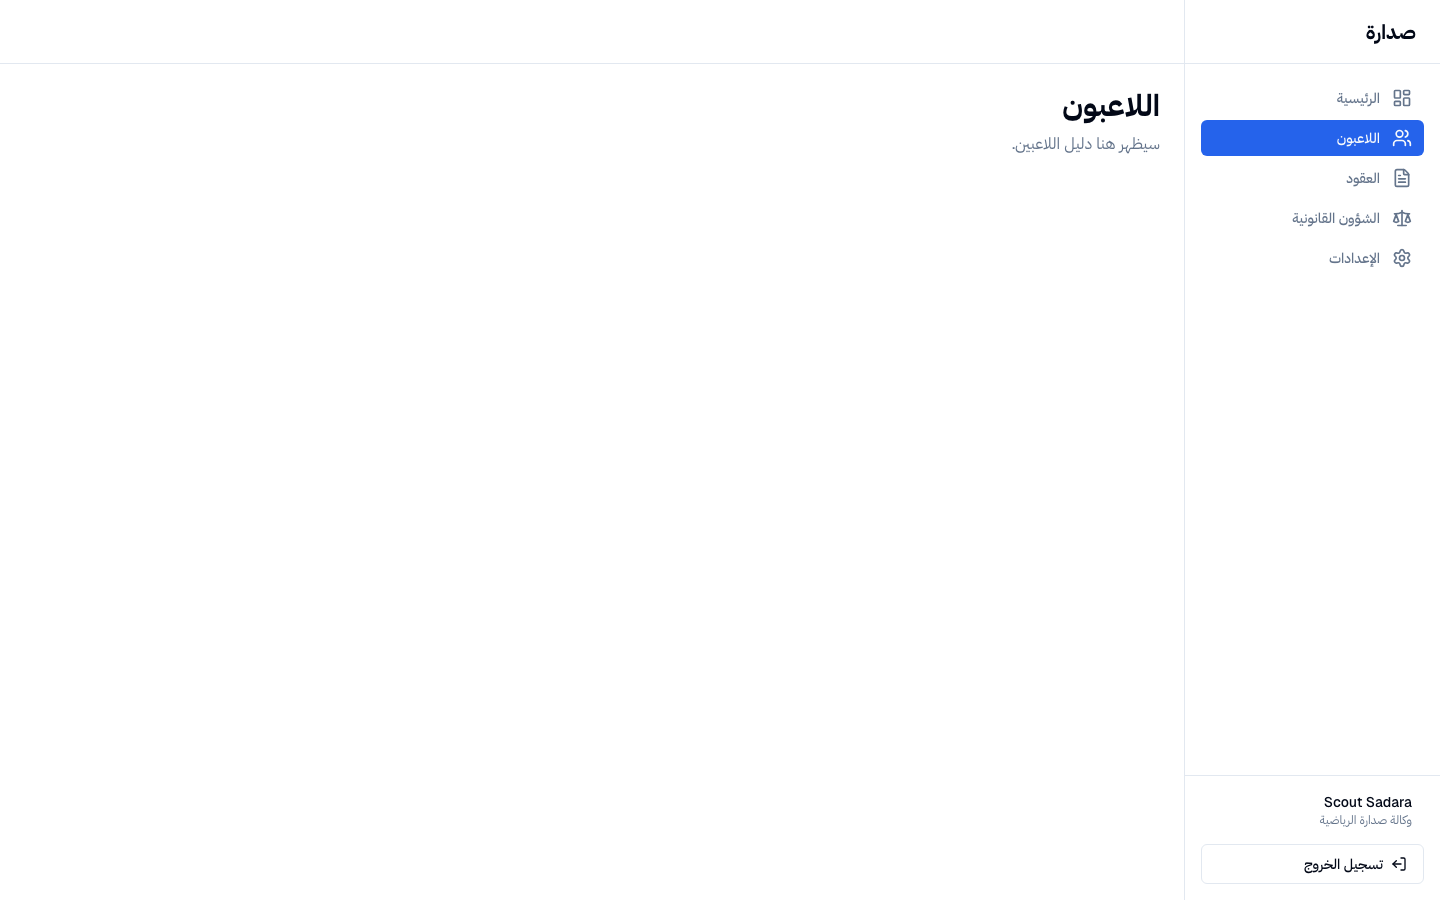 صدارة
الرئيسية
اللاعبون
العقود
الشؤون القانونية
الإعدادات
اللاعبون
سيظهر هنا دليل اللاعبين.
Scout Sadara
وكالة صدارة الرياضية
تسجيل الخروج